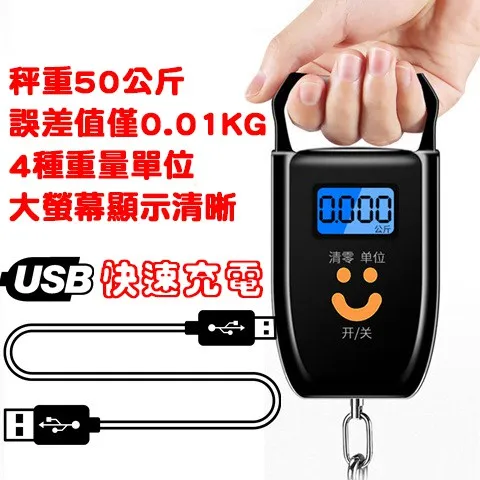 秤重50公斤
誤差值僅0.01KG
4種重量單位
大螢幕顯示清晰
0.000
公斤
清零 单位
开/关
USB 快速充電